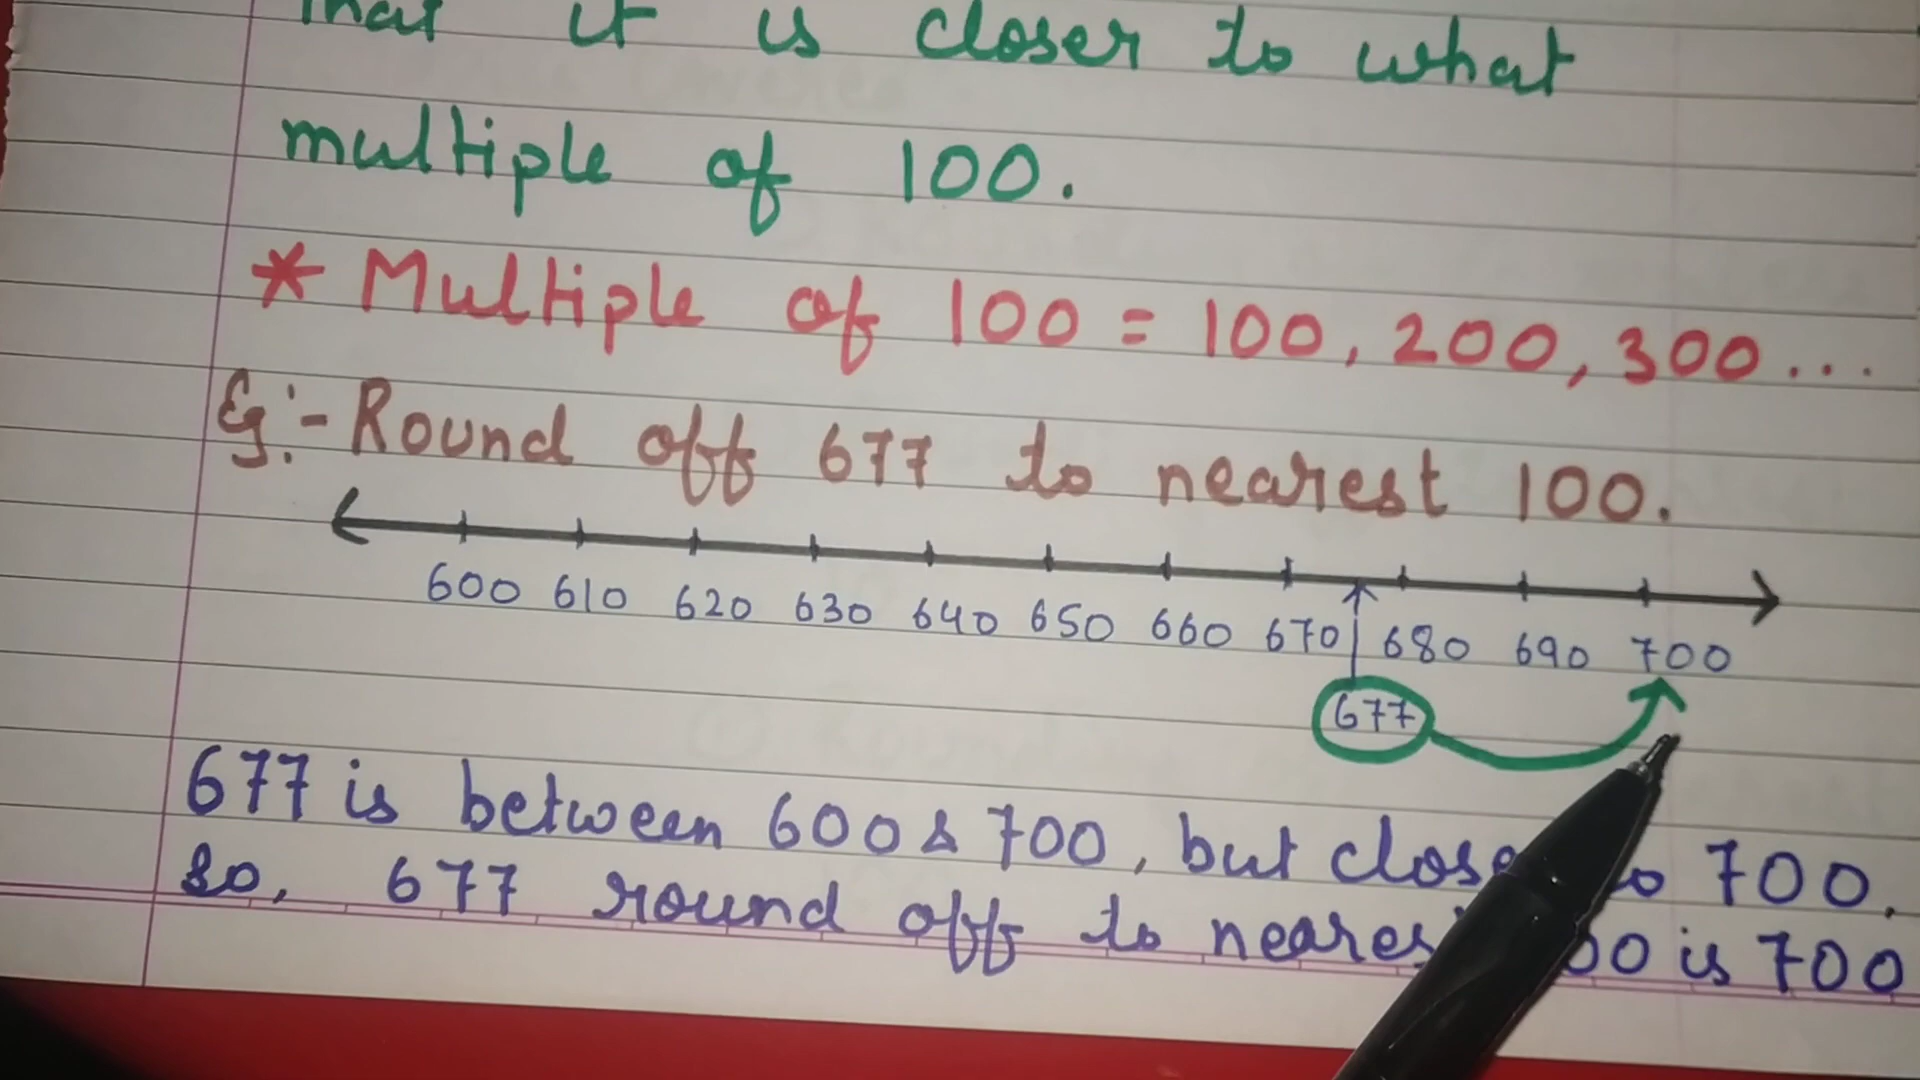 that it is closer to what
multiple of 100.
* Multiple of 100 = 100, 200, 300...
Eg:- Round off 677 to nearest 100.
600 610 620 630 640 650 660 670 680 690 700
677
677 is between 600 & 700, but close to 700.
So, 677 round off to neares 00 is 700